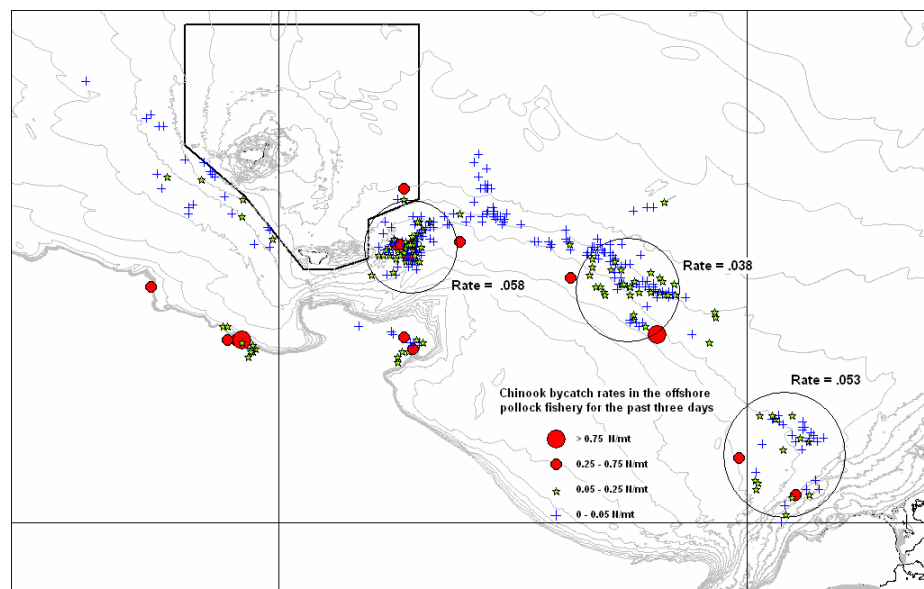 Rate = .058
Rate = .038
Rate = .053
Chinook bycatch rates in the offshore
pollock fishery for the past three days
> 0.75 N/mt
0.25 - 0.75 N/mt
0.05 - 0.25 N/mt
0 - 0.05 N/mt